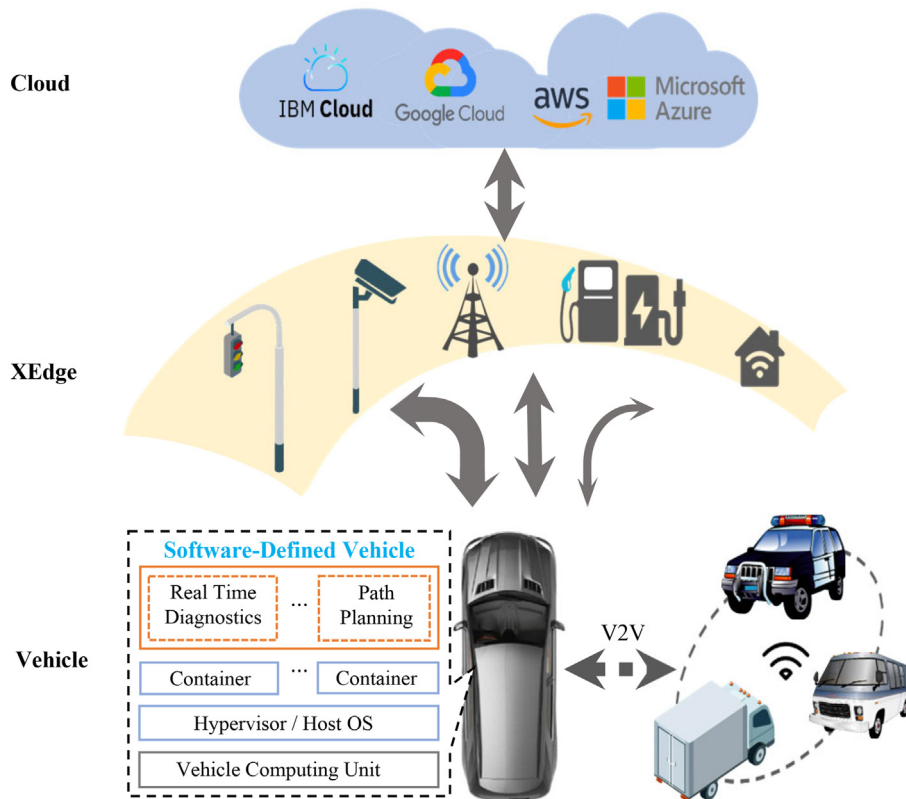 Cloud
IBM Cloud
Google Cloud
aws
Microsoft
Azure
XEdge
Vehicle
Software-Defined Vehicle
Real Time
Diagnostics
...
Path
Planning
Container
...
Container
Hypervisor / Host OS
Vehicle Computing Unit
V2V